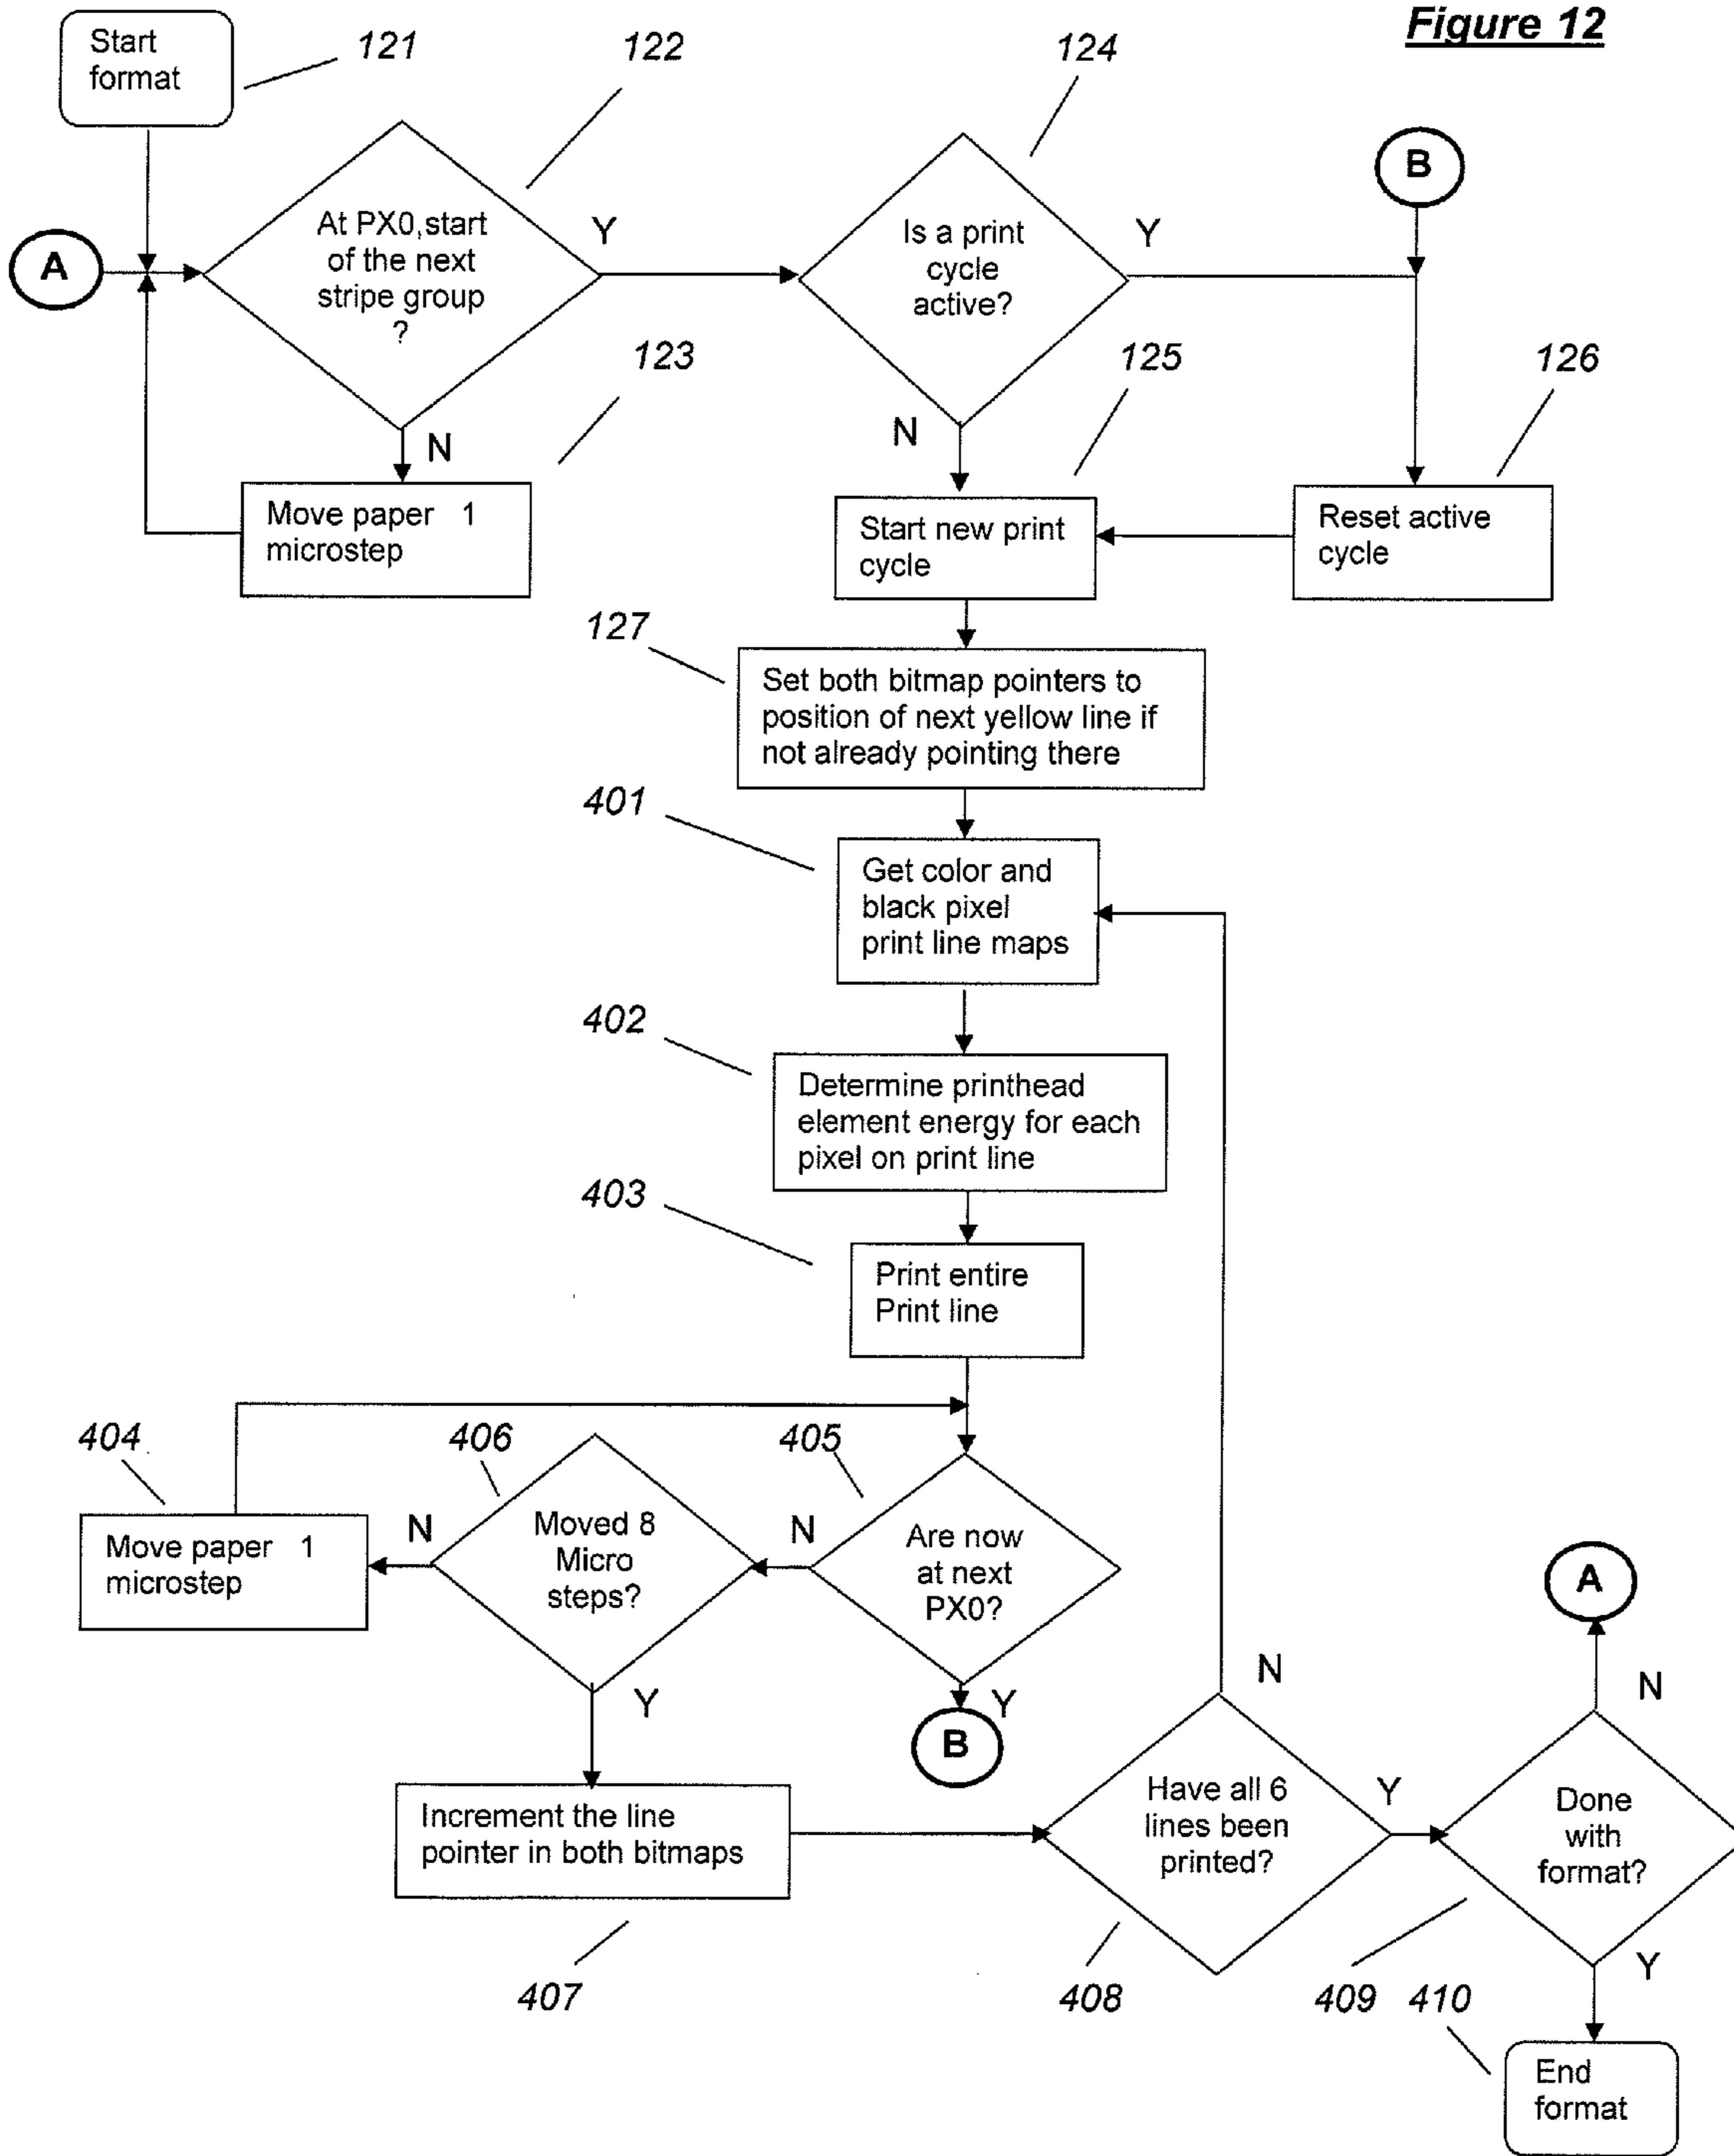 Figure 12
Start
format
121
122
124
B
A
At PX0, start
of the next
stripe group
?
Y
Is a print
cycle
active?
Y
123
125
126
N
N
Move paper 1
microstep
Start new print
cycle
Reset active
cycle
127
Set both bitmap pointers to
position of next yellow line if
not already pointing there
401
Get color and
black pixel
print line maps
402
Determine printhead
element energy for each
pixel on print line
403
Print entire
Print line
404
406
405
Move paper 1
microstep
N
Moved 8
Micro
steps?
N
Are now
at next
PX0?
A
Y
Y
N
N
B
Increment the line
pointer in both bitmaps
Have all 6
lines been
printed?
Y
Done
with
format?
407
408
409
410
Y
End
format